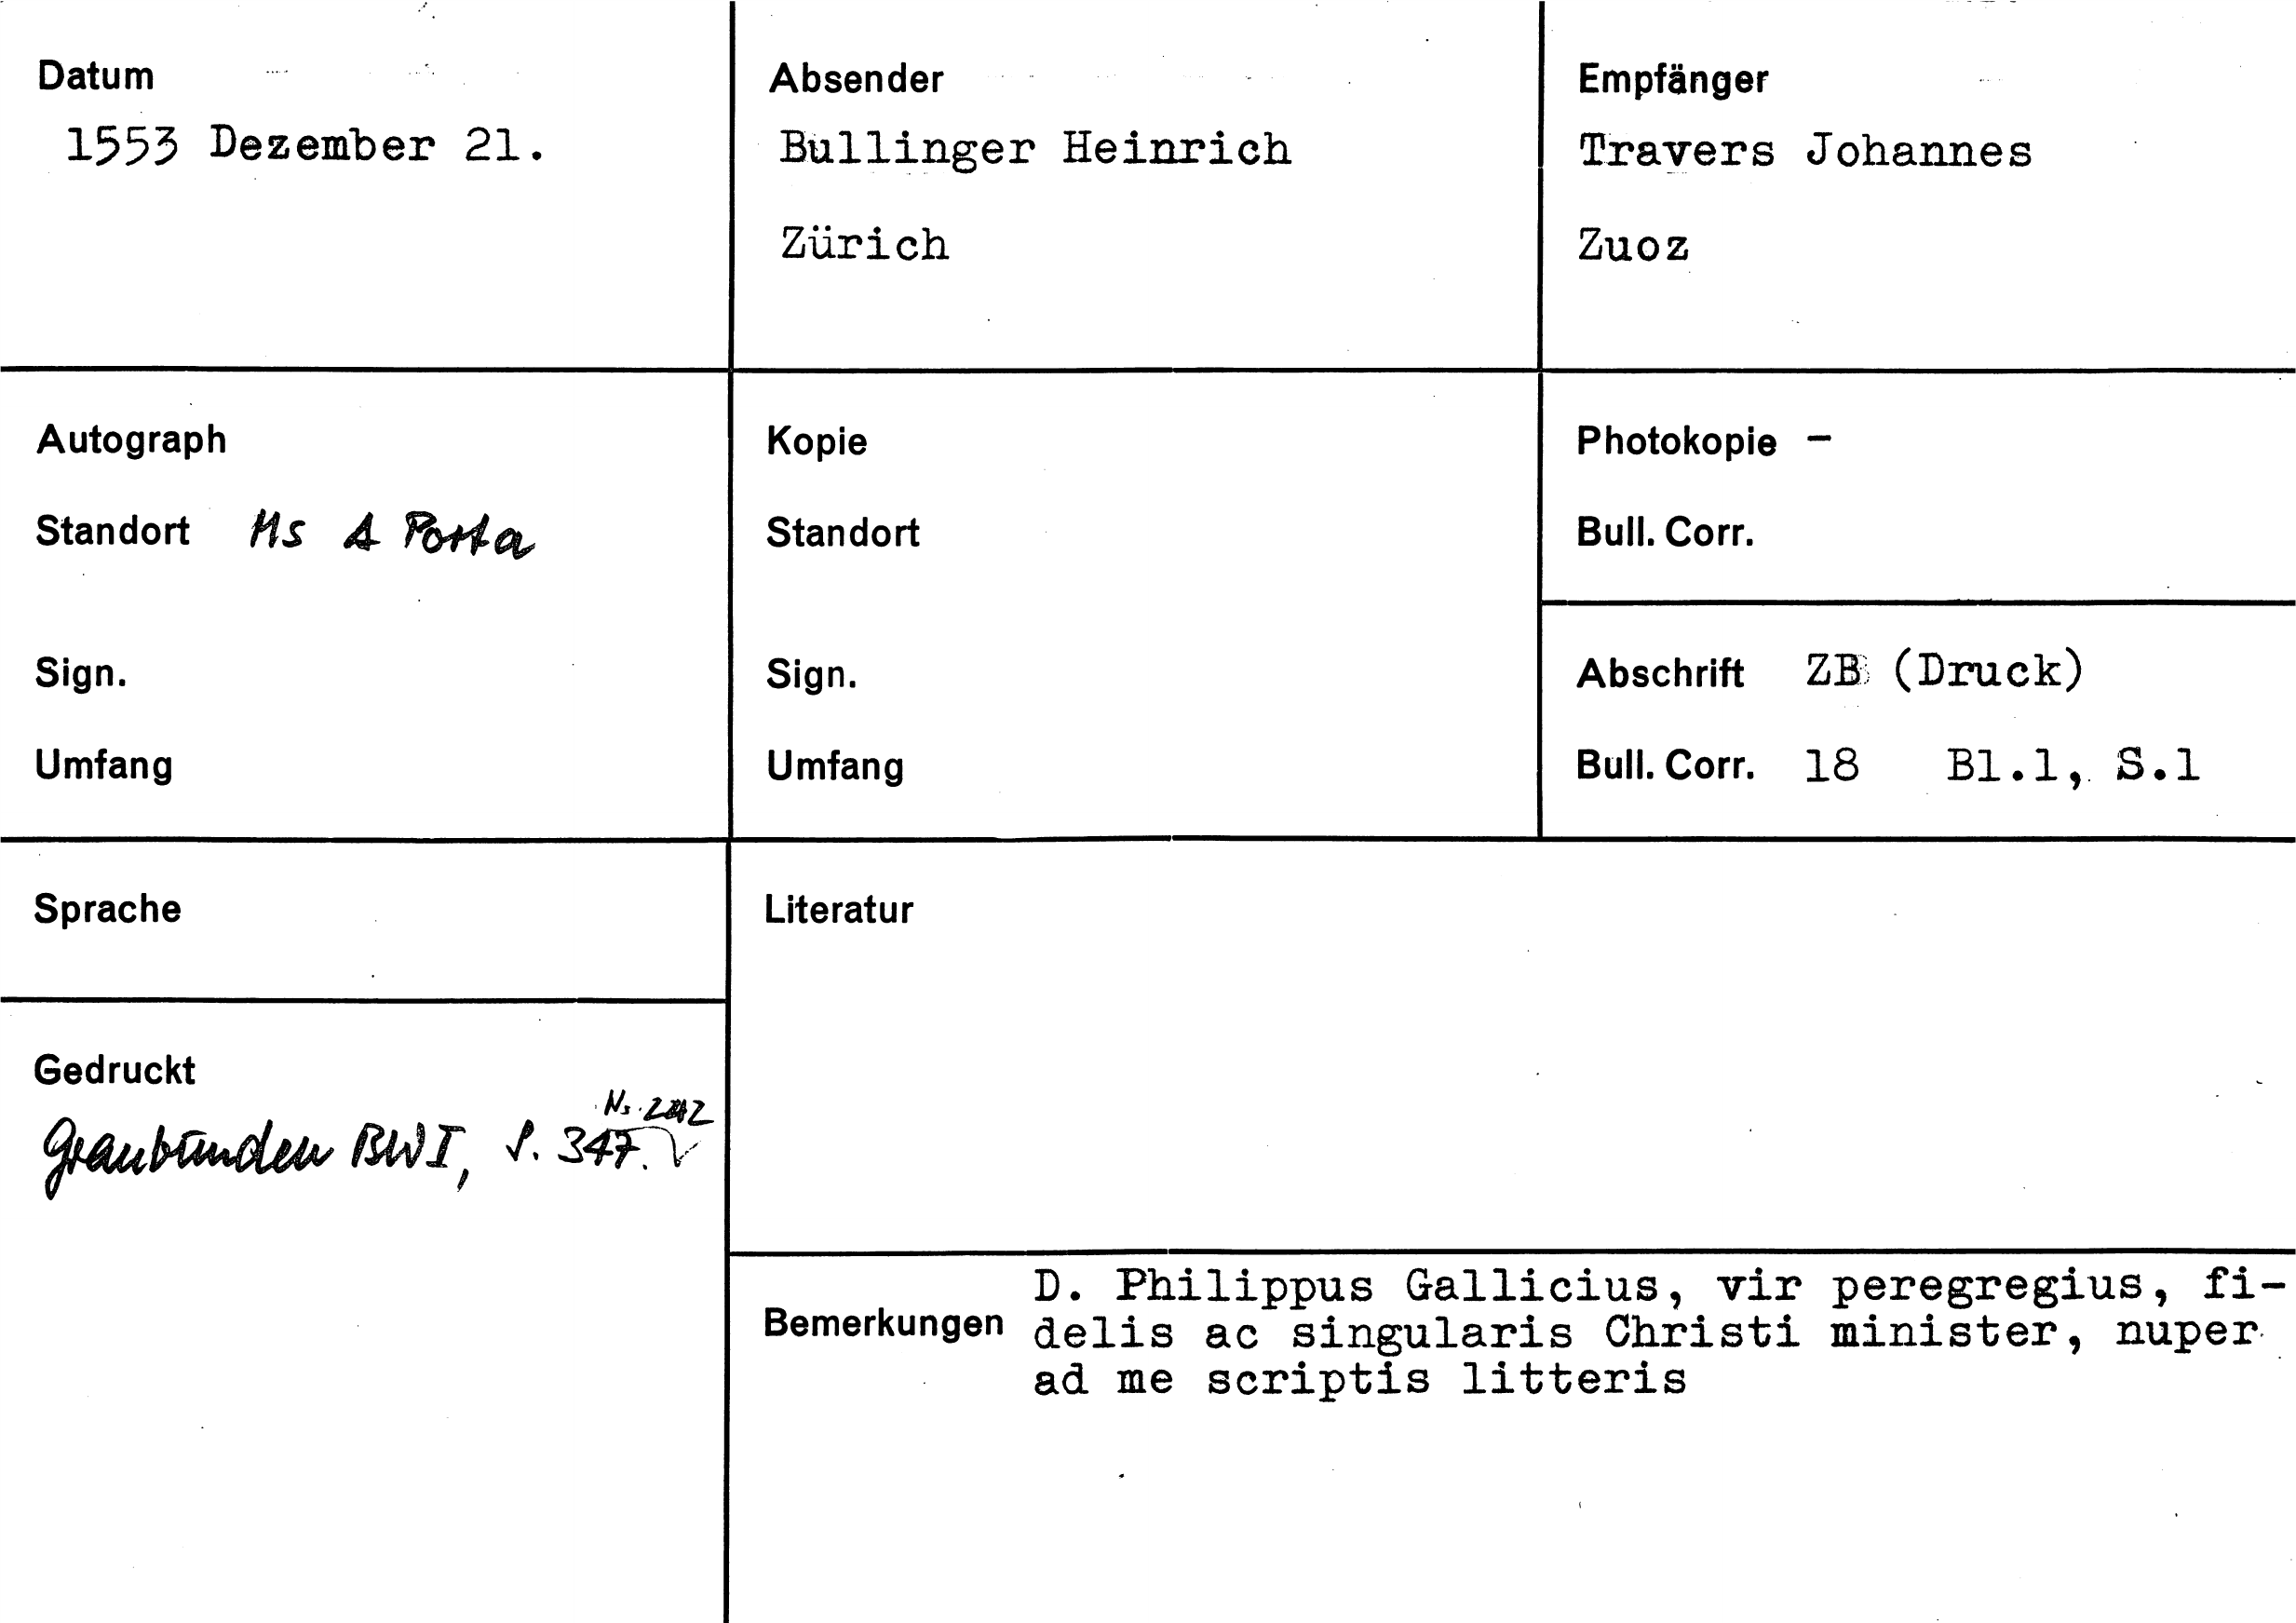 Datum
1553 Dezember 21.
Absender
Bullinger Heinrich
Zürich
Empfänger
Travers Johannes
Zuoz
Autograph
Standort Ms A Porta
Sign.
Umfang
Kopie
Standort
Sign.
Umfang
Photokopie -
Bull. Corr.
Abschrift ZB (Druck)
Bull. Corr. 18 Bl.1, S.1
Sprache
Gedruckt
Graubünden BW I, S. 347.
Literatur
Bemerkungen
D. Philippus Gallicius, vir peregregius, fi-
delis ac singularis Christi minister, nuper
ad me scriptis litteris